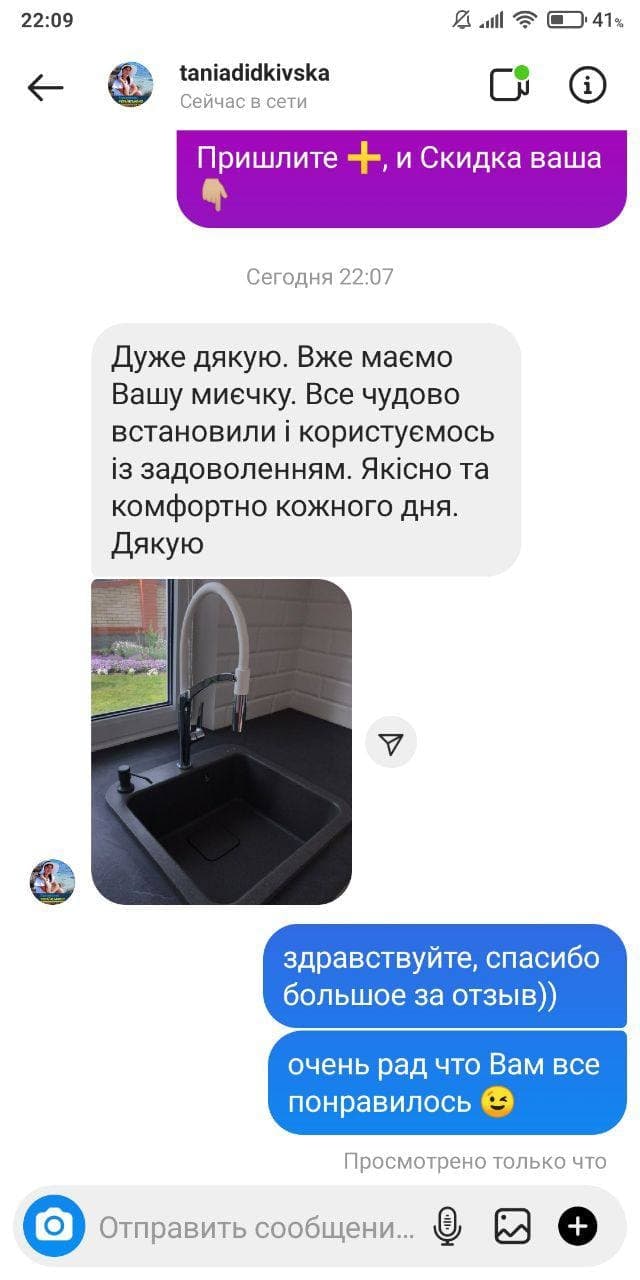 22:09
41%
taniadidkivska
Сейчас в сети
Пришлите ➕, и Скидка ваша
👇🏼
Сегодня 22:07
Дуже дякую. Вже маємо
Вашу миєчку. Все чудово
встановили і користуємось
із задоволенням. Якісно та
комфортно кожного дня.
Дякую
здравствуйте, спасибо
большое за отзыв))
очень рад что Вам все
понравилось 😉
Просмотрено только что
Отправить сообщени...